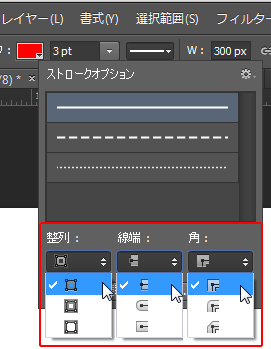 レイヤー(L) 書式(Y) 選択範囲(S) フィルター
: 3 pt W : 300 px
/8) *
ストロークオプション
整列 : 線端 : 角 :